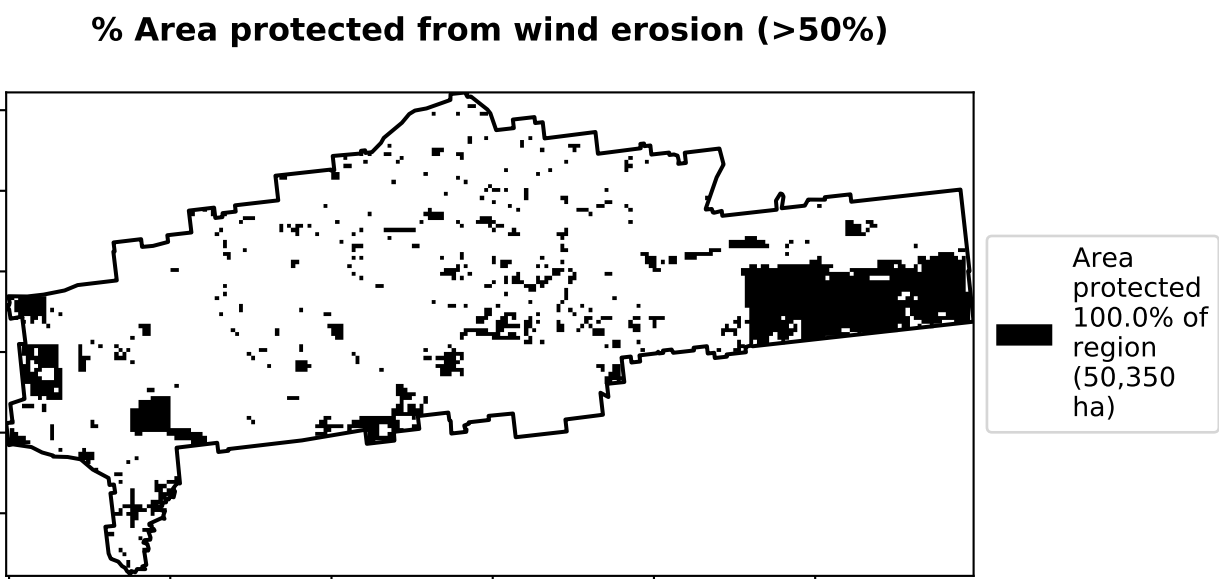 % Area protected from wind erosion (>50%)
Area
protected
100.0% of
region
(50,350
ha)